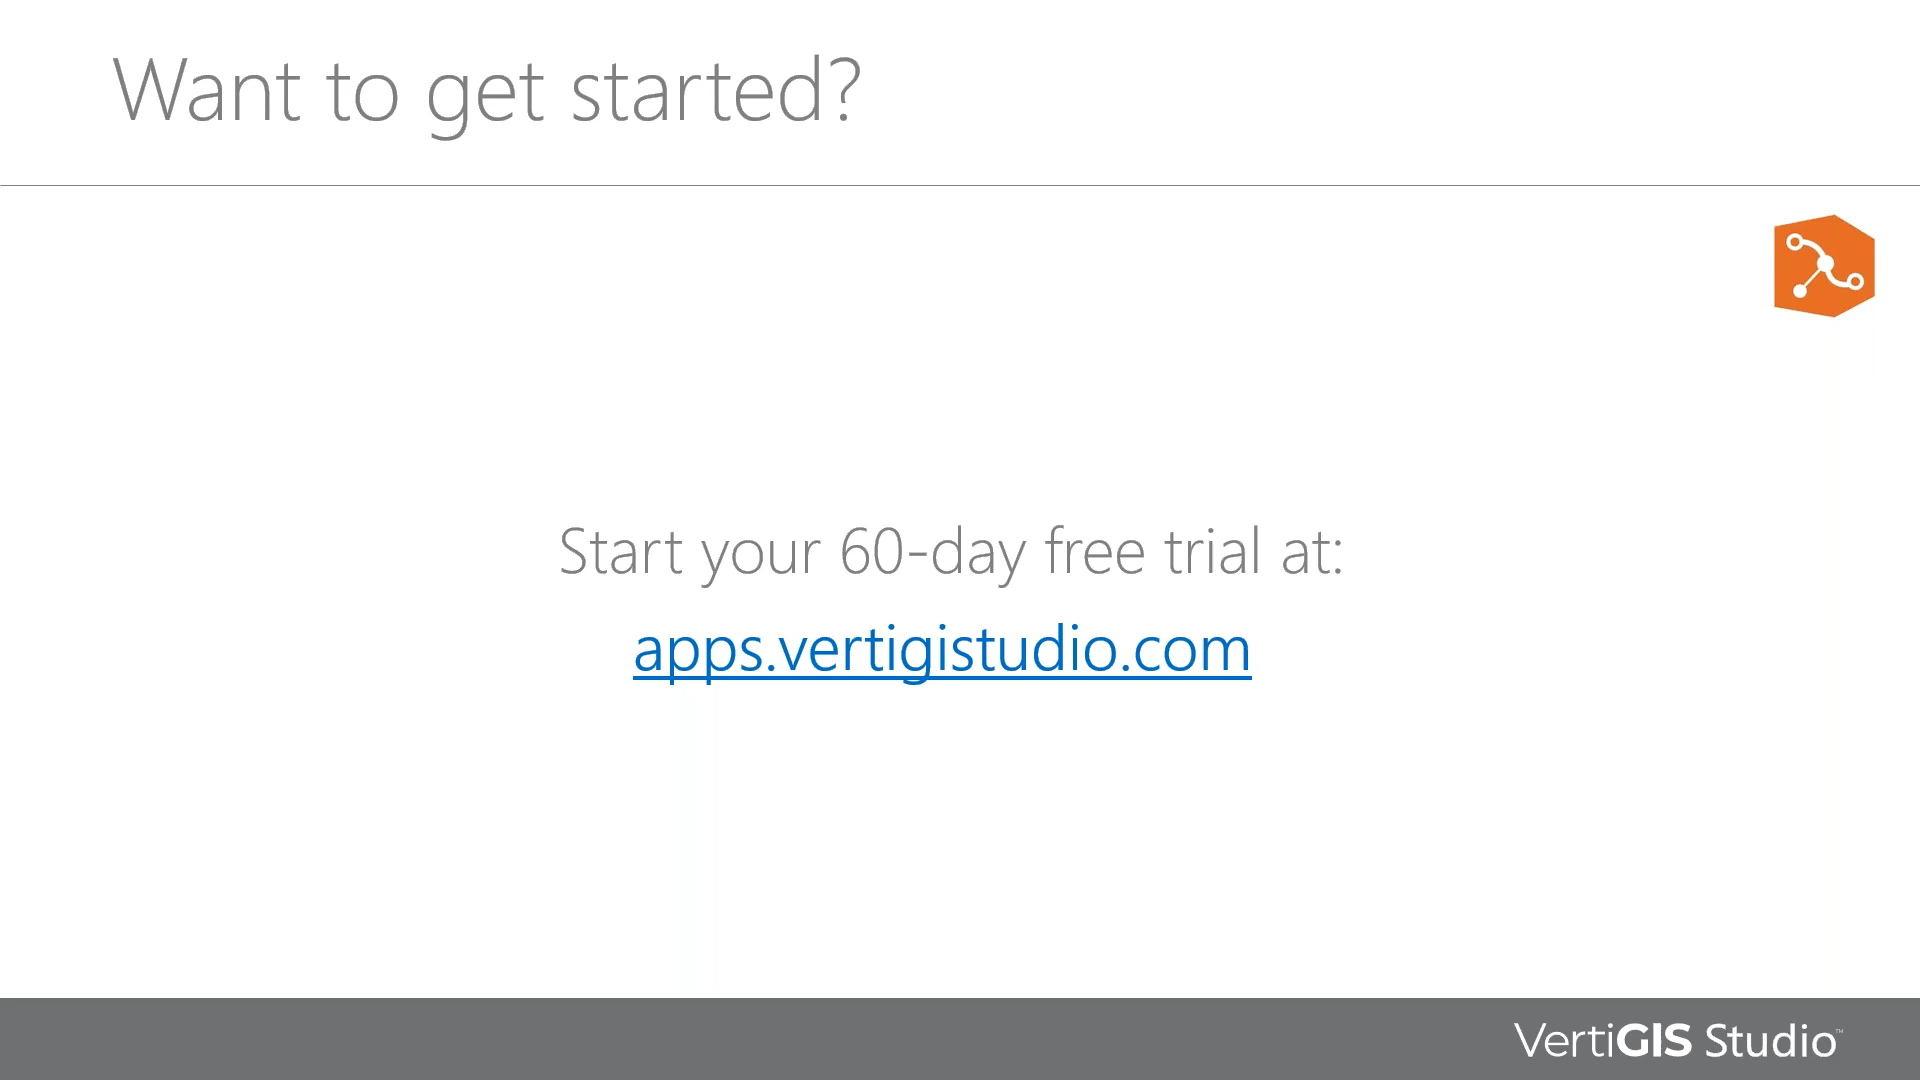 Want to get started?
Start your 60-day free trial at:
apps.vertigistudio.com
VertiGIS Studio™